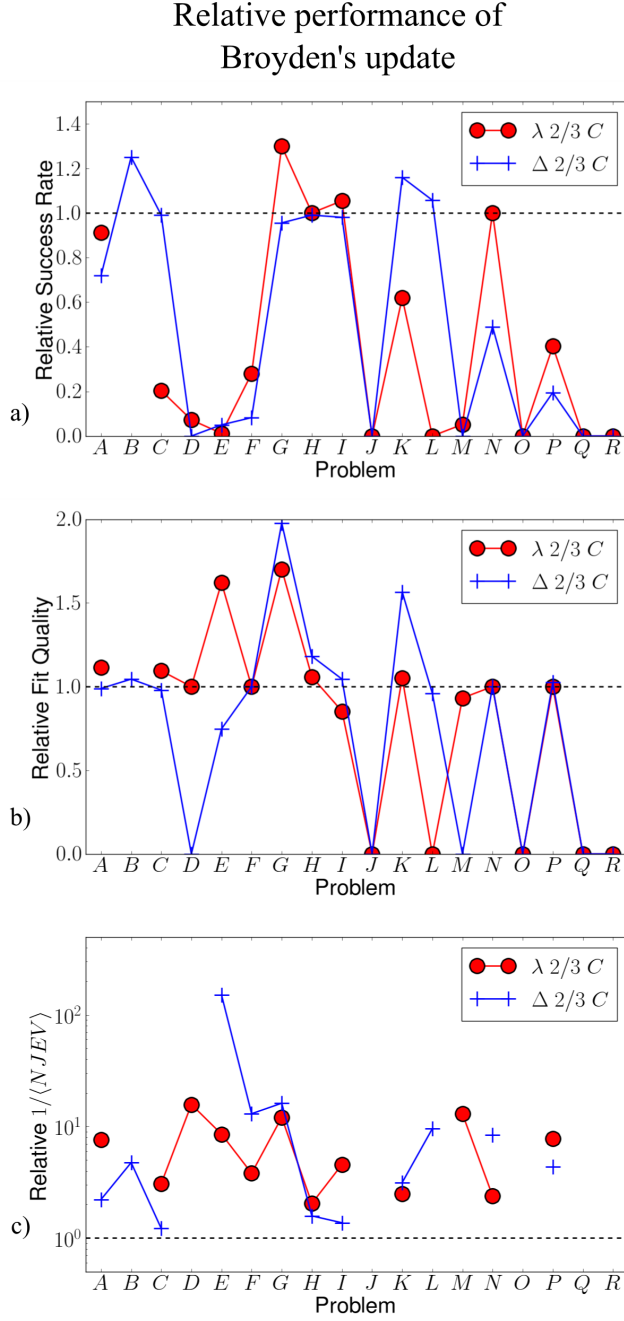 Relative performance of
Broyden's update
1.4
1.2
1.0
0.8
0.6
0.4
0.2
0.0
Relative Success Rate
λ 2/3 C
Δ 2/3 C
a)
A B C D E F G H I J K L M N O P Q R
Problem
2.0
1.5
1.0
0.5
0.0
Relative Fit Quality
λ 2/3 C
Δ 2/3 C
b)
A B C D E F G H I J K L M N O P Q R
Problem
10²
10¹
10⁰
Relative 1/⟨NJEV⟩
λ 2/3 C
Δ 2/3 C
c)
A B C D E F G H I J K L M N O P Q R
Problem